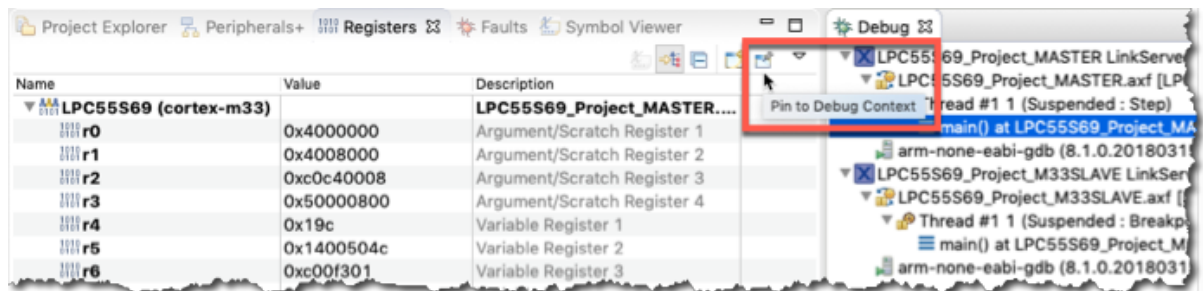 Project Explorer Peripherals+ Registers Faults Symbol Viewer
Name Value Description
LPC55S69 (cortex-m33) LPC55S69_Project_MASTER....
r0 0x4000000 Argument/Scratch Register 1
r1 0x4008000 Argument/Scratch Register 2
r2 0xc0c40008 Argument/Scratch Register 3
r3 0x50000800 Argument/Scratch Register 4
r4 0x19c Variable Register 1
r5 0x1400504c Variable Register 2
r6 0xc00f301 Variable Register 3
Pin to Debug Context
Debug
LPC55S69_Project_MASTER LinkServe
LPC55S69_Project_MASTER.axf [LP
Thread #1 1 (Suspended : Step)
main() at LPC55S69_Project_MA
arm-none-eabi-gdb (8.1.0.2018031
LPC55S69_Project_M33SLAVE LinkSer
LPC55S69_Project_M33SLAVE.axf [
Thread #1 1 (Suspended : Breakp
main() at LPC55S69_Project_M
arm-none-eabi-gdb (8.1.0.2018031